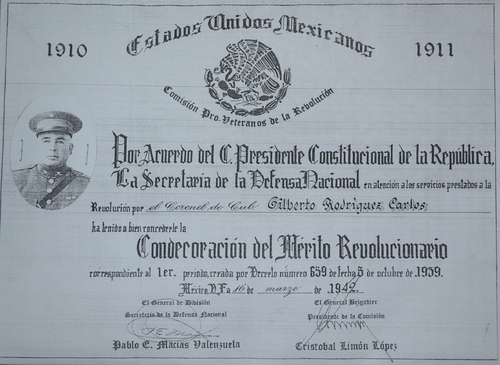 Estados Unidos Mexicanos
1910
1911
Comisión Pro-Veteranos de la Revolución
Por Acuerdo del C. Presidente Constitucional de la República,
La Secretaría de la Defensa Nacional en atención a los servicios prestados a la
Revolución por el Coronel de Cab. Gilberto Rodríguez Carlos,
ha tenido a bien concederle la
Condecoración del Mérito Revolucionario
correspondiente al 1er. periodo, creada por Decreto número 659 de fecha 5 de octubre de 1939.
México, D.F. a 16 de marzo de 1942.
El General de División
El General Brigadier
Secretario de la Defensa Nacional
Presidente de la Comisión
Pablo E. Macías Valenzuela
Cristobal Limón López